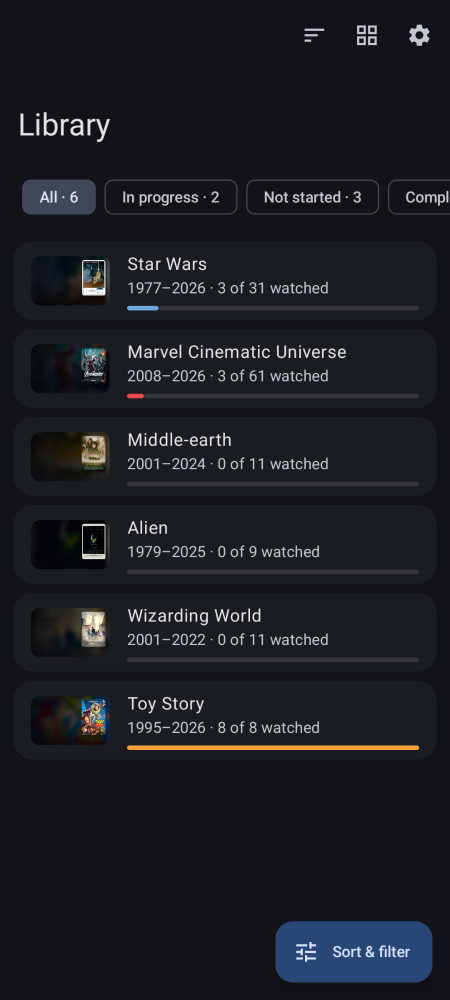 Library
All · 6
In progress · 2
Not started · 3
Compl
Star Wars
1977–2026 · 3 of 31 watched
Marvel Cinematic Universe
2008–2026 · 3 of 61 watched
Middle-earth
2001–2024 · 0 of 11 watched
Alien
1979–2025 · 0 of 9 watched
Wizarding World
2001–2022 · 0 of 11 watched
Toy Story
1995–2026 · 8 of 8 watched
Sort & filter